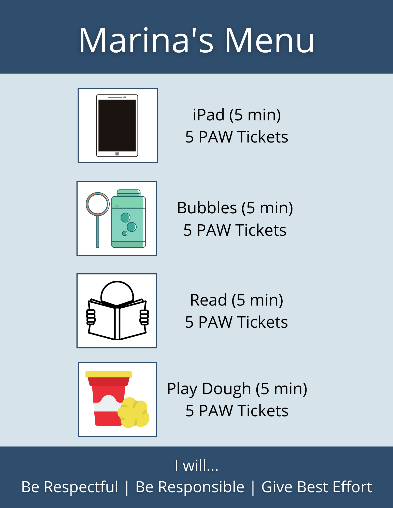 Marina's Menu
iPad (5 min)
5 PAW Tickets
Bubbles (5 min)
5 PAW Tickets
Read (5 min)
5 PAW Tickets
Play Dough (5 min)
5 PAW Tickets
I will...
Be Respectful | Be Responsible | Give Best Effort